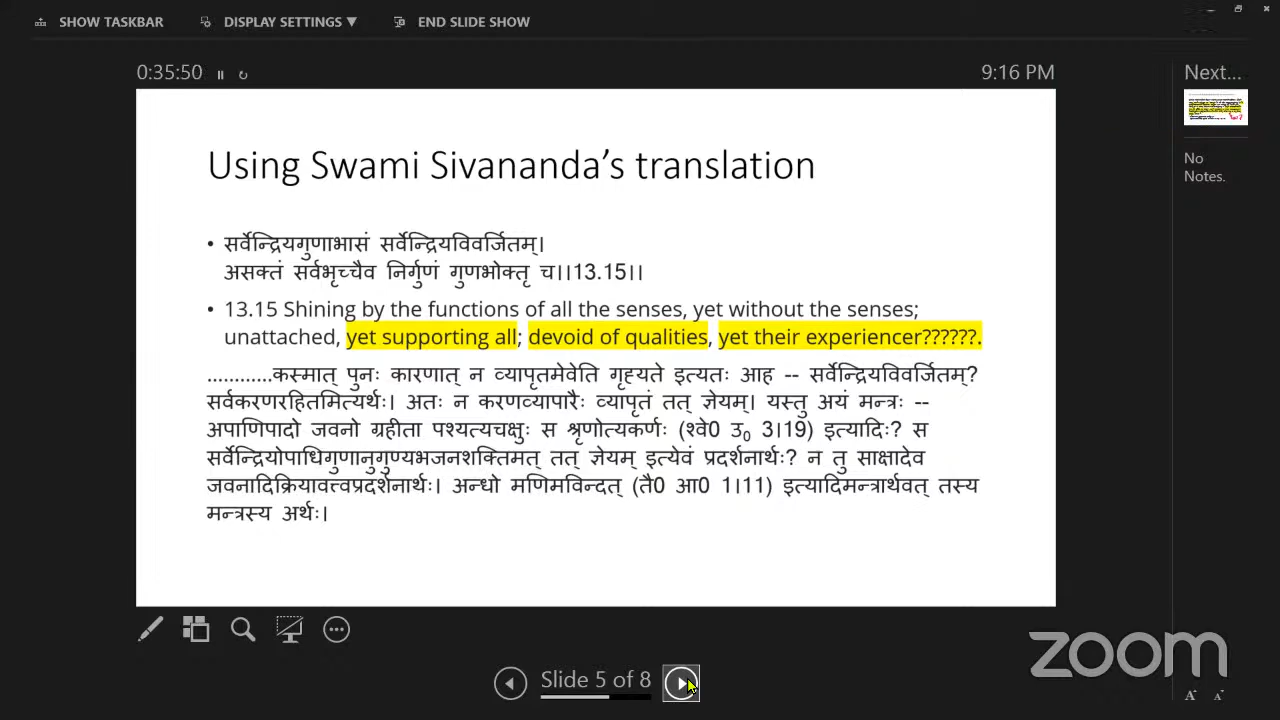 SHOW TASKBAR DISPLAY SETTINGS ▼ END SLIDE SHOW
0:35:50 9:16 PM Next...
Using Swami Sivananda's translation
No
Notes.
• सर्वेन्द्रियगुणाभासं सर्वेन्द्रियविवर्जितम्।
असक्तं सर्वभृच्चैव निर्गुणं गुणभोक्तृ च।।13.15।।
• 13.15 Shining by the functions of all the senses, yet without the senses;
unattached, yet supporting all; devoid of qualities, yet their experiencer??????.
............कस्मात् पुनः कारणात् न व्यापृतमेवेति गृह्यते इत्यतः आह -- सर्वेन्द्रियविवर्जितम्?
सर्वकरणरहितमित्यर्थः। अतः न करणव्यापारैः व्यापृतं तत् ज्ञेयम्। यस्तु अयं मन्त्रः --
अपाणिपादो जवनो ग्रहीता पश्यत्यचक्षुः स श्रृणोत्यकर्णः (श्वे0 उ0 3।19) इत्यादिः? स
सर्वेन्द्रियोपाधिगुणानुगुण्यभजनशक्तिमत् तत् ज्ञेयम् इत्येवं प्रदर्शनार्थः? न तु साक्षादेव
जवनादिक्रियावत्त्वप्रदर्शनार्थः। अन्धो मणिमविन्दत् (तै0 आ0 1।11) इत्यादिमन्त्रार्थवत् तस्य
मन्त्रस्य अर्थः।
zoom
Slide 5 of 8
A A